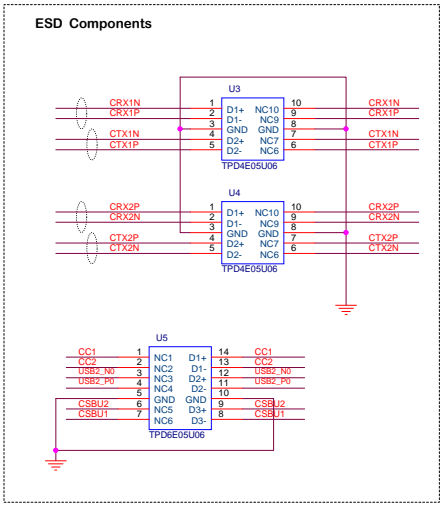 ESD Components
U3
CRX1N 1 D1+ NC10 10 CRX1N
CRX1P 2 D1- NC9 9 CRX1P
3 GND GND 8
CTX1N 4 D2+ NC7 7 CTX1N
CTX1P 5 D2- NC6 6 CTX1P
TPD4E05U06
U4
CRX2P 1 D1+ NC10 10 CRX2P
CRX2N 2 D1- NC9 9 CRX2N
3 GND GND 8
CTX2P 4 D2+ NC7 7 CTX2P
CTX2N 5 D2- NC6 6 CTX2N
TPD4E05U06
U5
CC1 1 NC1 D1+ 14 CC1
CC2 2 NC2 D1- 13 CC2
USB2_N0 3 NC3 D2+ 12 USB2_N0
USB2_P0 4 NC4 D2- 11 USB2_P0
5 GND GND 10
CSBU2 6 NC5 D3+ 9 CSBU2
CSBU1 7 NC6 D3- 8 CSBU1
TPD6E05U06